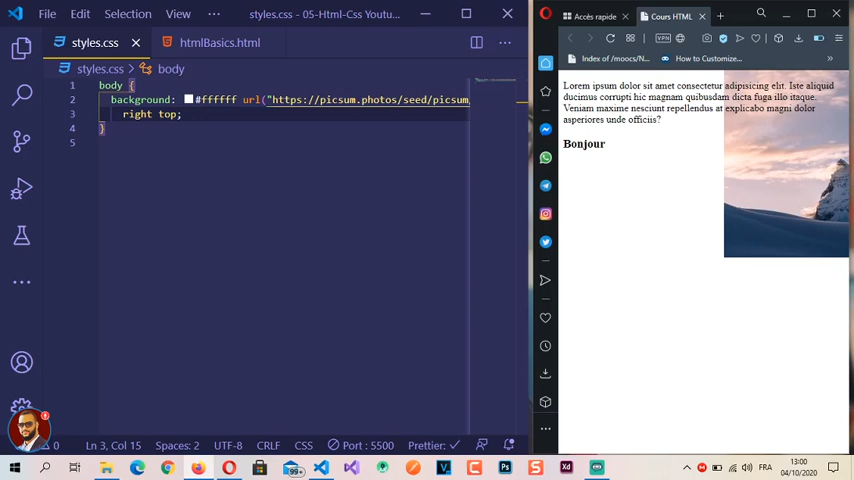 File Edit Selection View ... styles.css - 05-Html-Css Youtu...
styles.css htmlBasics.html
styles.css body
1 body {
2 background: #ffffff url("https://picsum.photos/seed/picsum
3 right top;
4 }
5
0 Ln 3, Col 15 Spaces: 2 UTF-8 CRLF CSS Port : 5500 Prettier:
Accès rapide Cours HTML
VPN
Index of /moocs/N... How to Customize...
Lorem ipsum dolor sit amet consectetur adipisicing elit. Iste aliquid
ducimus corrupti hic magnam quibusdam dicta fuga illo itaque.
Veniam maxime nesciunt repellendus at explicabo magni dolor
asperiores unde officiis?
Bonjour
99+ FRA 13:00
04/10/2020